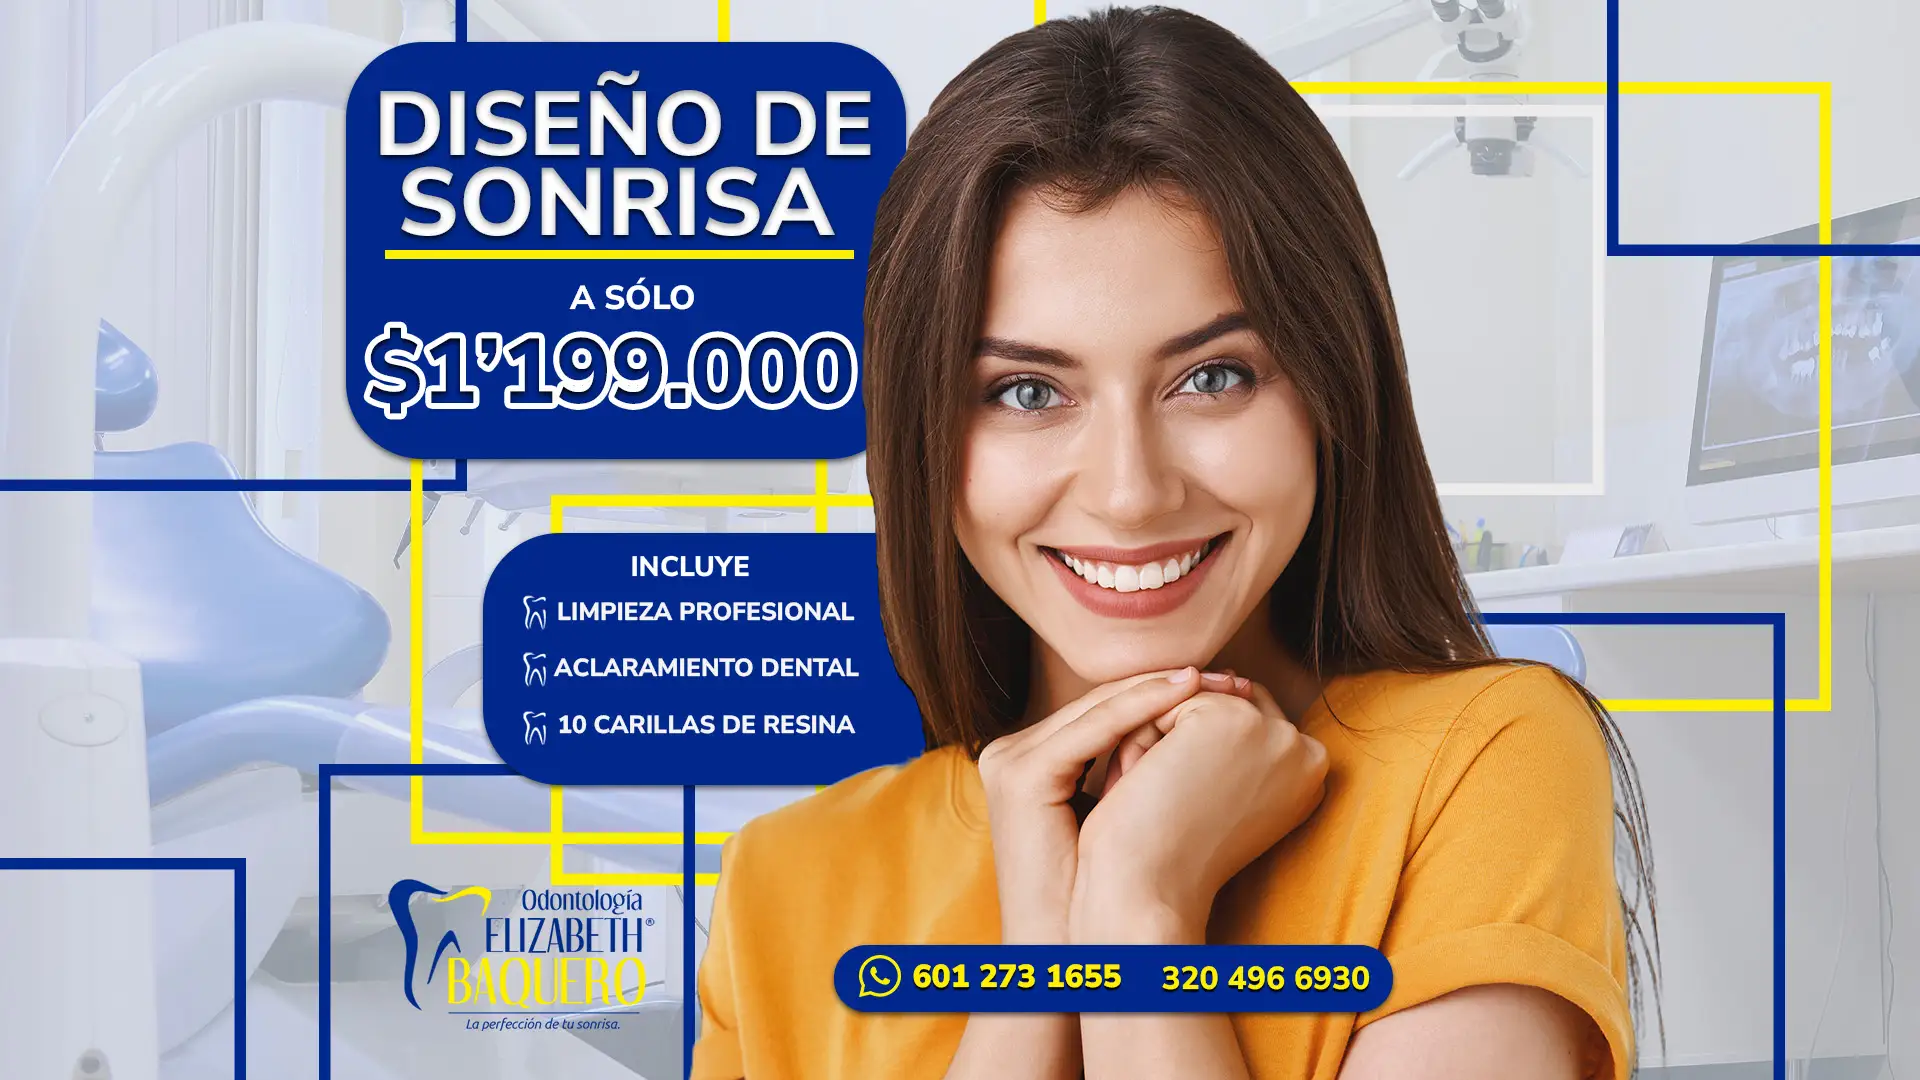 DISEÑO DE
SONRISA
A SÓLO
$1’199.000
INCLUYE
LIMPIEZA PROFESIONAL
ACLARAMIENTO DENTAL
10 CARILLAS DE RESINA
Odontología
ELIZABETH®
BAQUERO
La perfección de tu sonrisa.
601 273 1655 320 496 6930